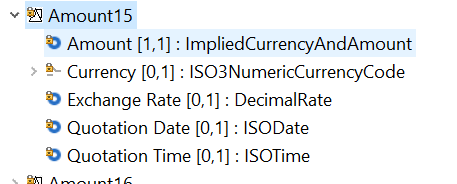 Amount15
Amount [1,1] : ImpliedCurrencyAndAmount
Currency [0,1] : ISO3NumericCurrencyCode
Exchange Rate [0,1] : DecimalRate
Quotation Date [0,1] : ISODate
Quotation Time [0,1] : ISOTime
Amount16